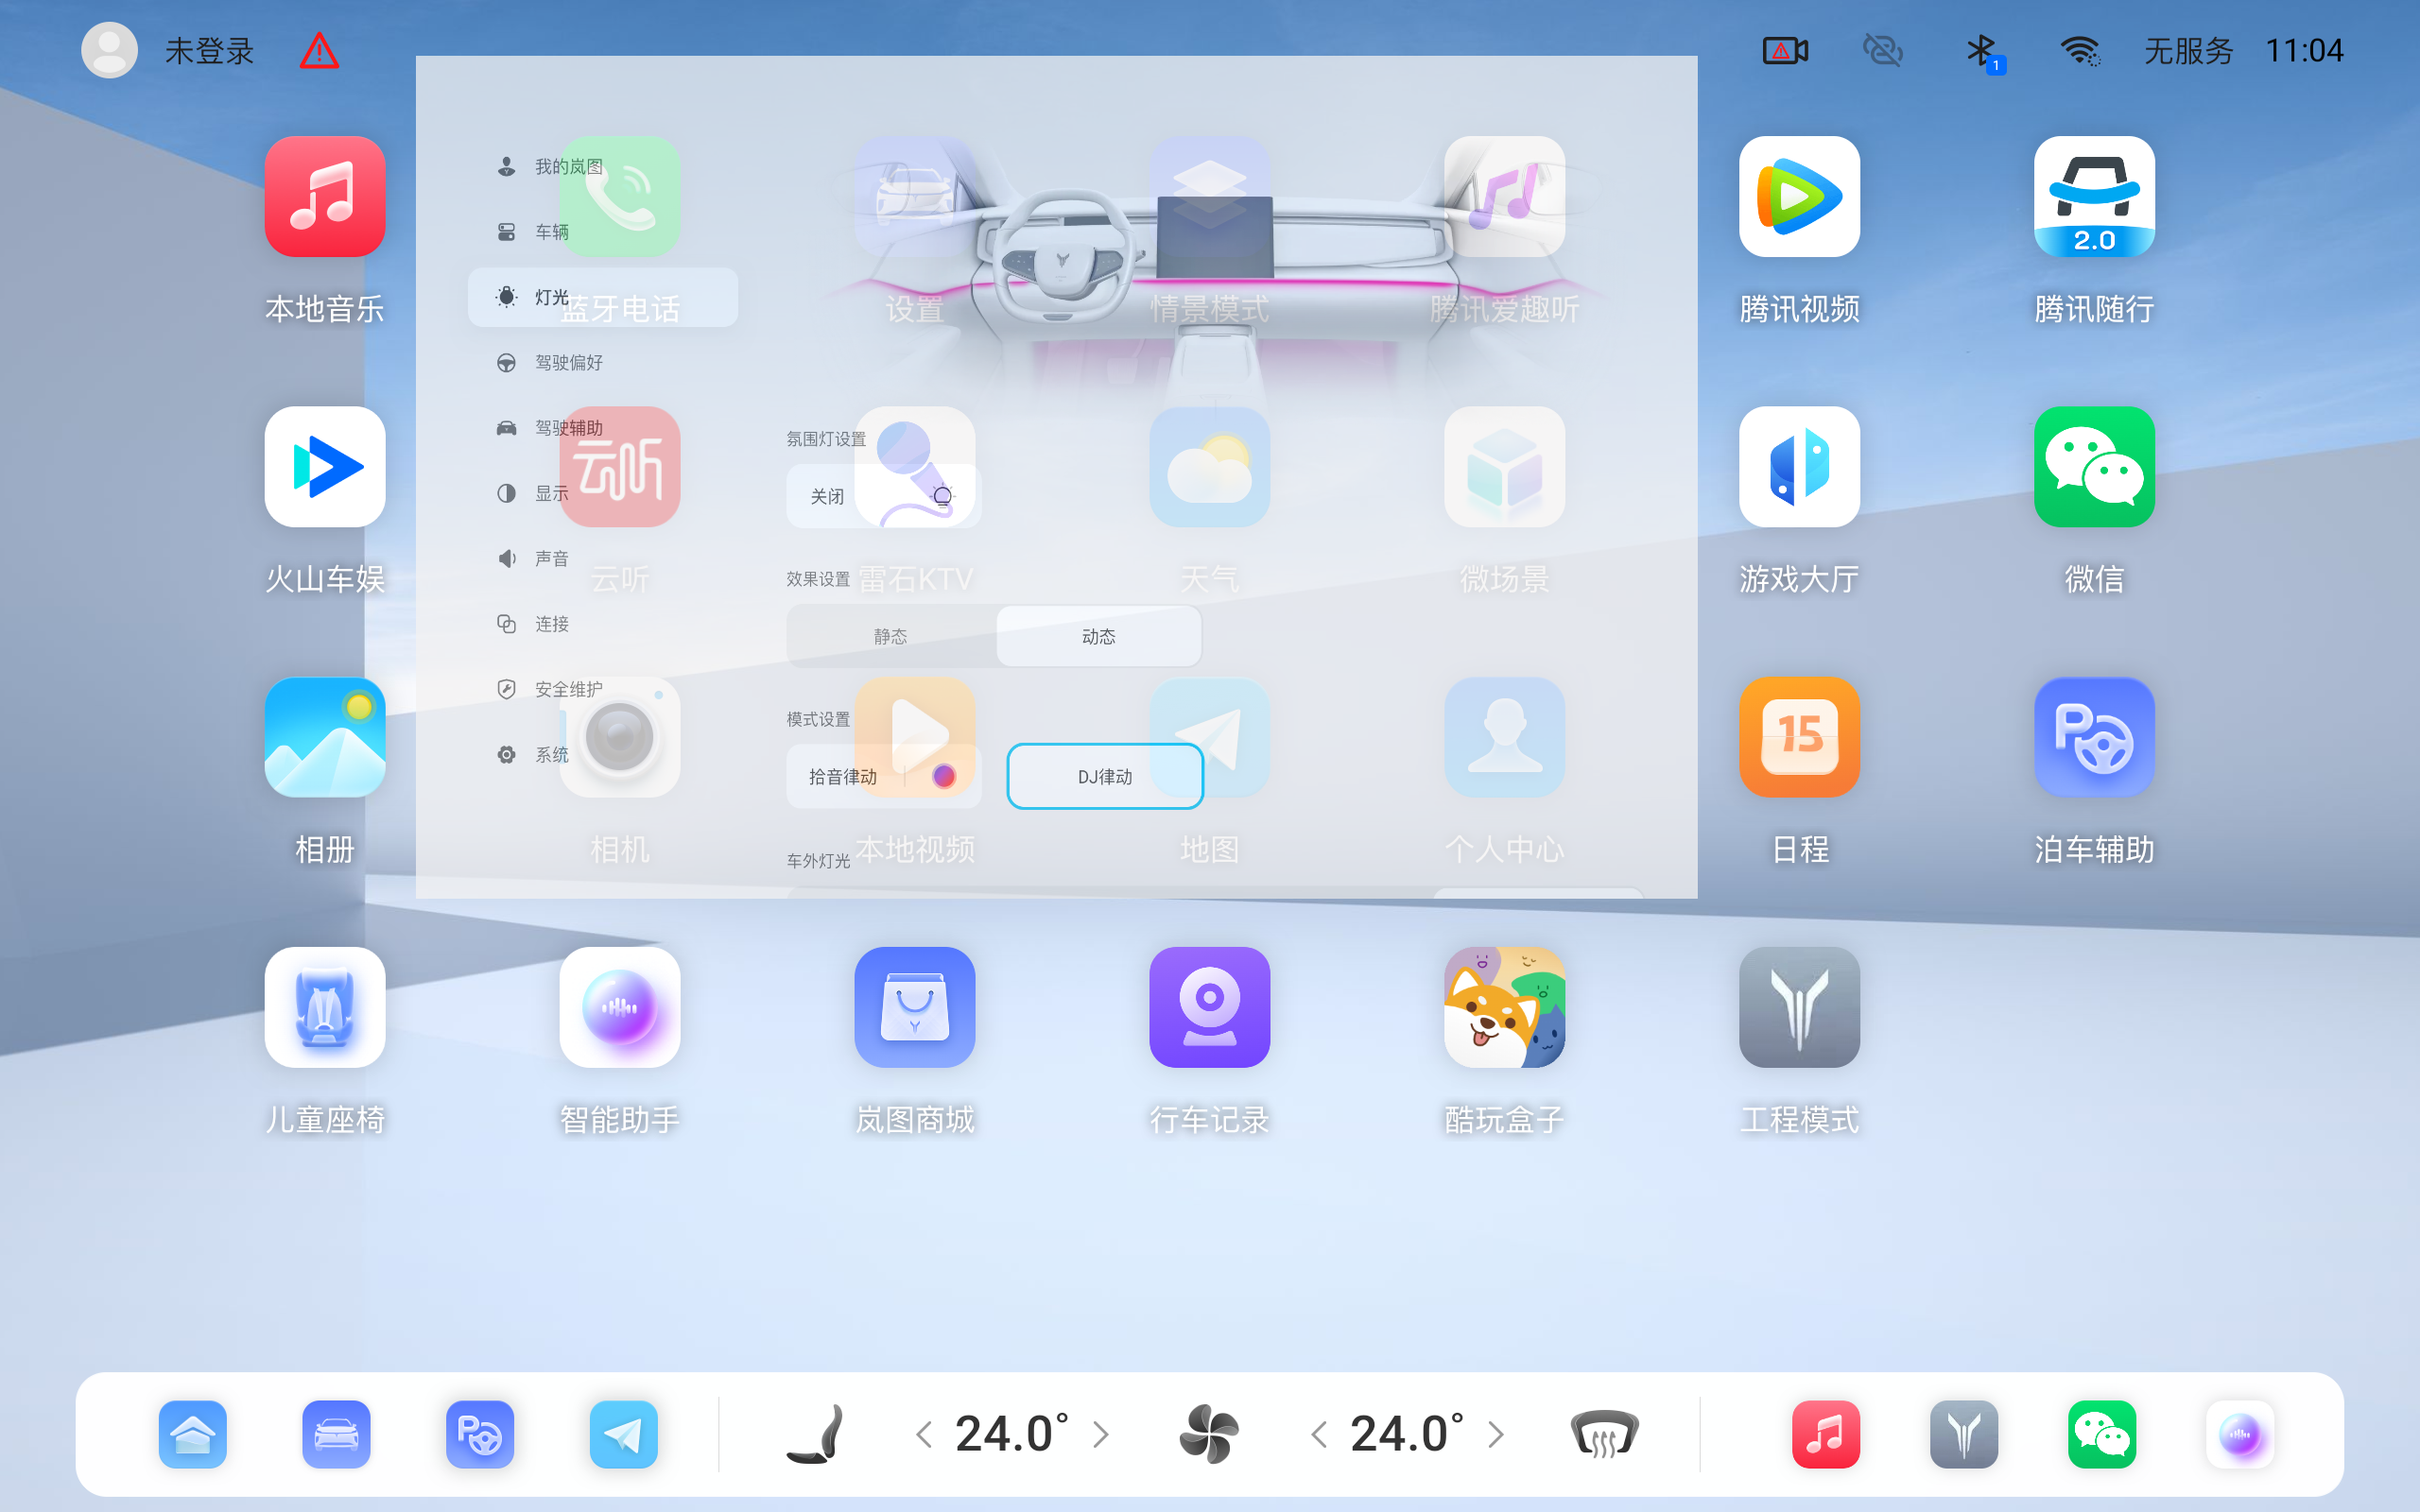 未登录
1
无服务
11:04
我的岚图
车辆
灯光
驾驶偏好
驾驶辅助
显示
声音
连接
安全维护
系统
氛围灯设置
关闭
效果设置
静态
动态
模式设置
拾音律动
DJ律动
车外灯光
2.0
本地音乐
蓝牙电话
设置
情景模式
腾讯爱趣听
腾讯视频
腾讯随行
云听
火山车娱
云听
雷石KTV
天气
微场景
游戏大厅
微信
15
相册
相机
本地视频
地图
个人中心
日程
P
泊车辅助
儿童座椅
智能助手
岚图商城
行车记录
酷玩盒子
工程模式
P
24.0°
24.0°